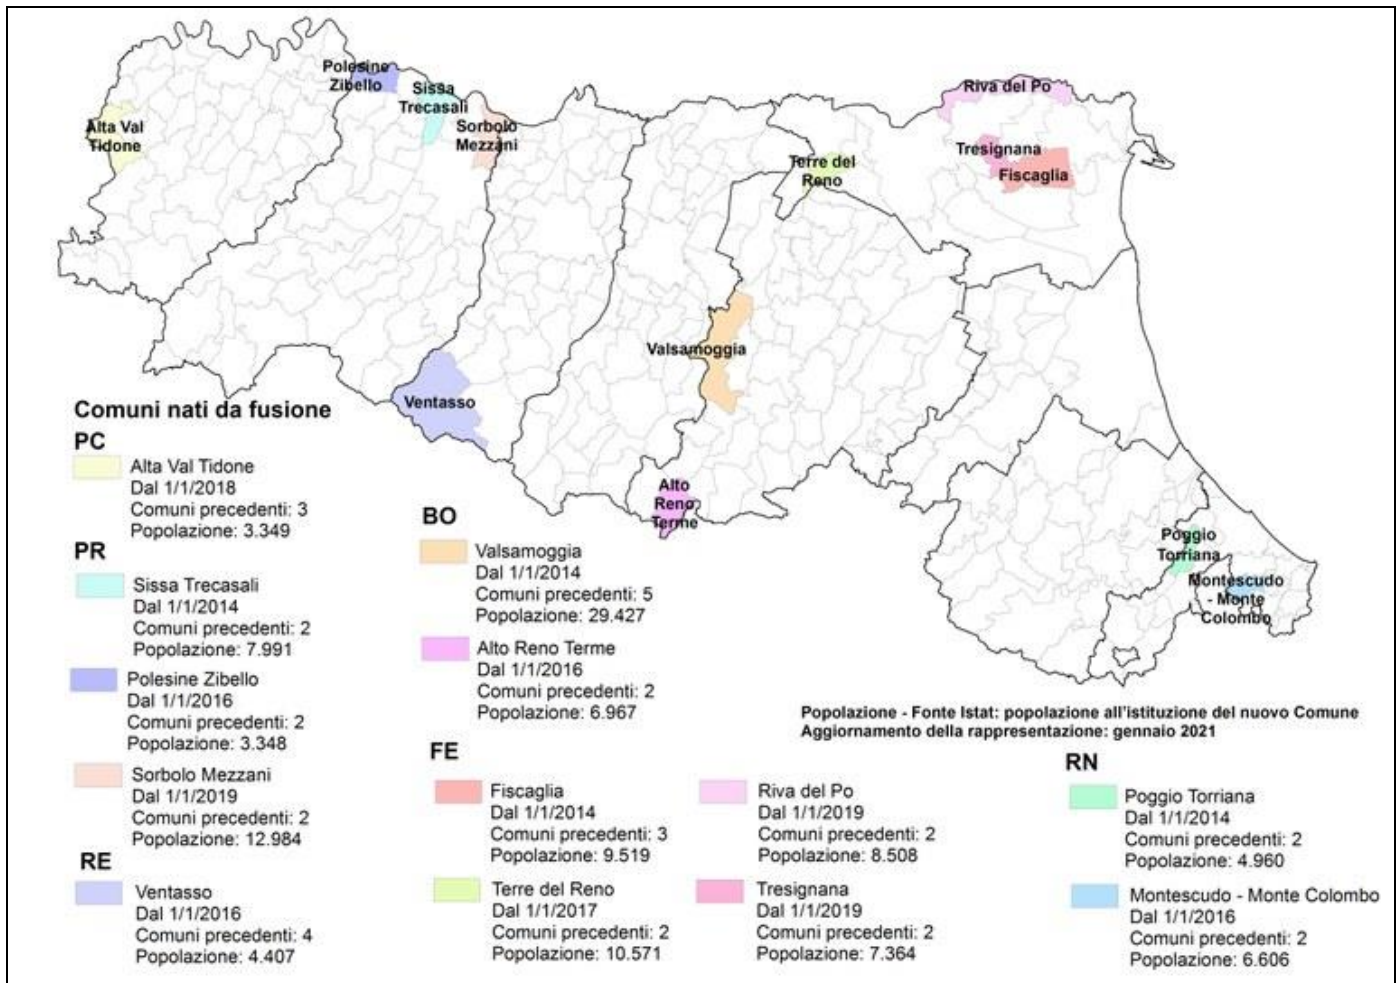 Polesine
Zibello
Sissa
Trecasali
Sorbolo
Mezzani
Alta Val
Tidone
Riva del Po
Tresignana
Fiscaglia
Terre del
Reno
Valsamoggia
Ventasso
Alto
Reno
Terme
Poggio
Torriana
Montescudo
- Monte
Colombo
Comuni nati da fusione
PC
Alta Val Tidone
Dal 1/1/2018
Comuni precedenti: 3
Popolazione: 3.349
PR
Sissa Trecasali
Dal 1/1/2014
Comuni precedenti: 2
Popolazione: 7.991
Polesine Zibello
Dal 1/1/2016
Comuni precedenti: 2
Popolazione: 3.348
Sorbolo Mezzani
Dal 1/1/2019
Comuni precedenti: 2
Popolazione: 12.984
RE
Ventasso
Dal 1/1/2016
Comuni precedenti: 4
Popolazione: 4.407
BO
Valsamoggia
Dal 1/1/2014
Comuni precedenti: 5
Popolazione: 29.427
Alto Reno Terme
Dal 1/1/2016
Comuni precedenti: 2
Popolazione: 6.967
FE
Fiscaglia
Dal 1/1/2014
Comuni precedenti: 3
Popolazione: 9.519
Terre del Reno
Dal 1/1/2017
Comuni precedenti: 2
Popolazione: 10.571
Riva del Po
Dal 1/1/2019
Comuni precedenti: 2
Popolazione: 8.508
Tresignana
Dal 1/1/2019
Comuni precedenti: 2
Popolazione: 7.364
Popolazione - Fonte Istat: popolazione all'istituzione del nuovo Comune
Aggiornamento della rappresentazione: gennaio 2021
RN
Poggio Torriana
Dal 1/1/2014
Comuni precedenti: 2
Popolazione: 4.960
Montescudo - Monte Colombo
Dal 1/1/2016
Comuni precedenti: 2
Popolazione: 6.606